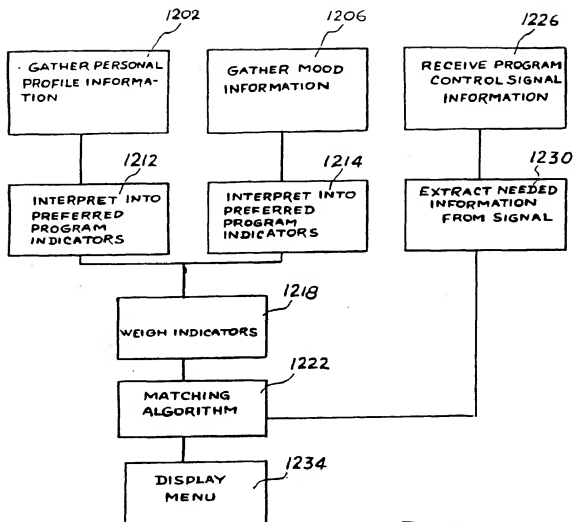 1202
1206
1226
. GATHER PERSONAL
PROFILE INFORMA-
TION
GATHER MOOD
INFORMATION
RECEIVE PROGRAM
CONTROL SIGNAL
INFORMATION
1212
1214
1230
INTERPRET INTO
PREFERRED
PROGRAM
INDICATORS
INTERPRET INTO
PREFERRED
PROGRAM
INDICATORS
EXTRACT NEEDED
INFORMATION
FROM SIGNAL
1218
WEIGH INDICATORS
1222
MATCHING
ALGORITHM
1234
DISPLAY
MENU